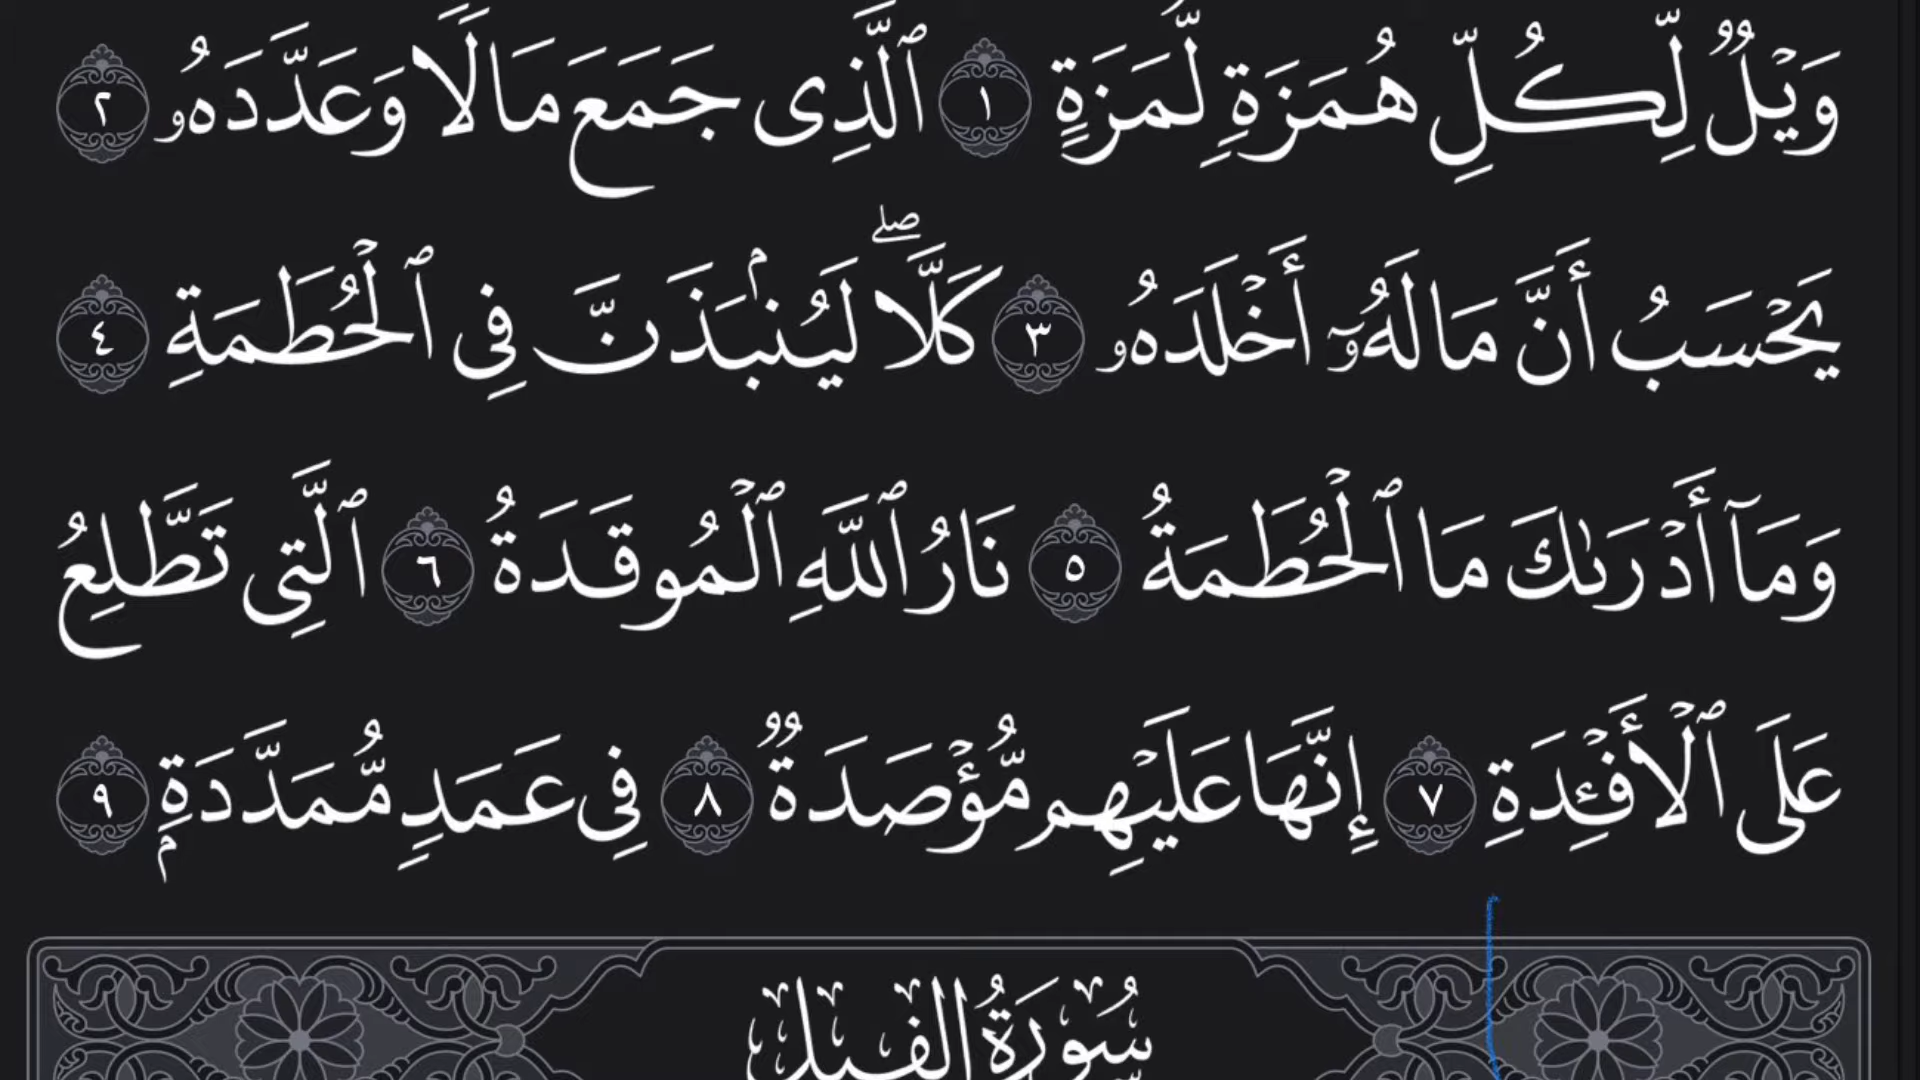 وَيْلٌ لِّكُلِّ هُمَزَةٍ لُّمَزَةٍ ١ ٱلَّذِى جَمَعَ مَالًا وَعَدَّدَهُۥ ٢
يَحْسَبُ أَنَّ مَالَهُۥٓ أَخْلَدَهُۥ ٣ كَلَّا ۖ لَيُنۢبَذَنَّ فِى ٱلْحُطَمَةِ ٤
وَمَآ أَدْرَىٰكَ مَا ٱلْحُطَمَةُ ٥ نَارُ ٱللَّهِ ٱلْمُوقَدَةُ ٦ ٱلَّتِى تَطَّلِعُ
عَلَى ٱلْأَفْـِٔدَةِ ٧ إِنَّهَا عَلَيْهِم مُّؤْصَدَةٌ ٨ فِى عَمَدٍ مُّمَدَّدَةٍۭ ٩
سُورَةُ الفِيلِ